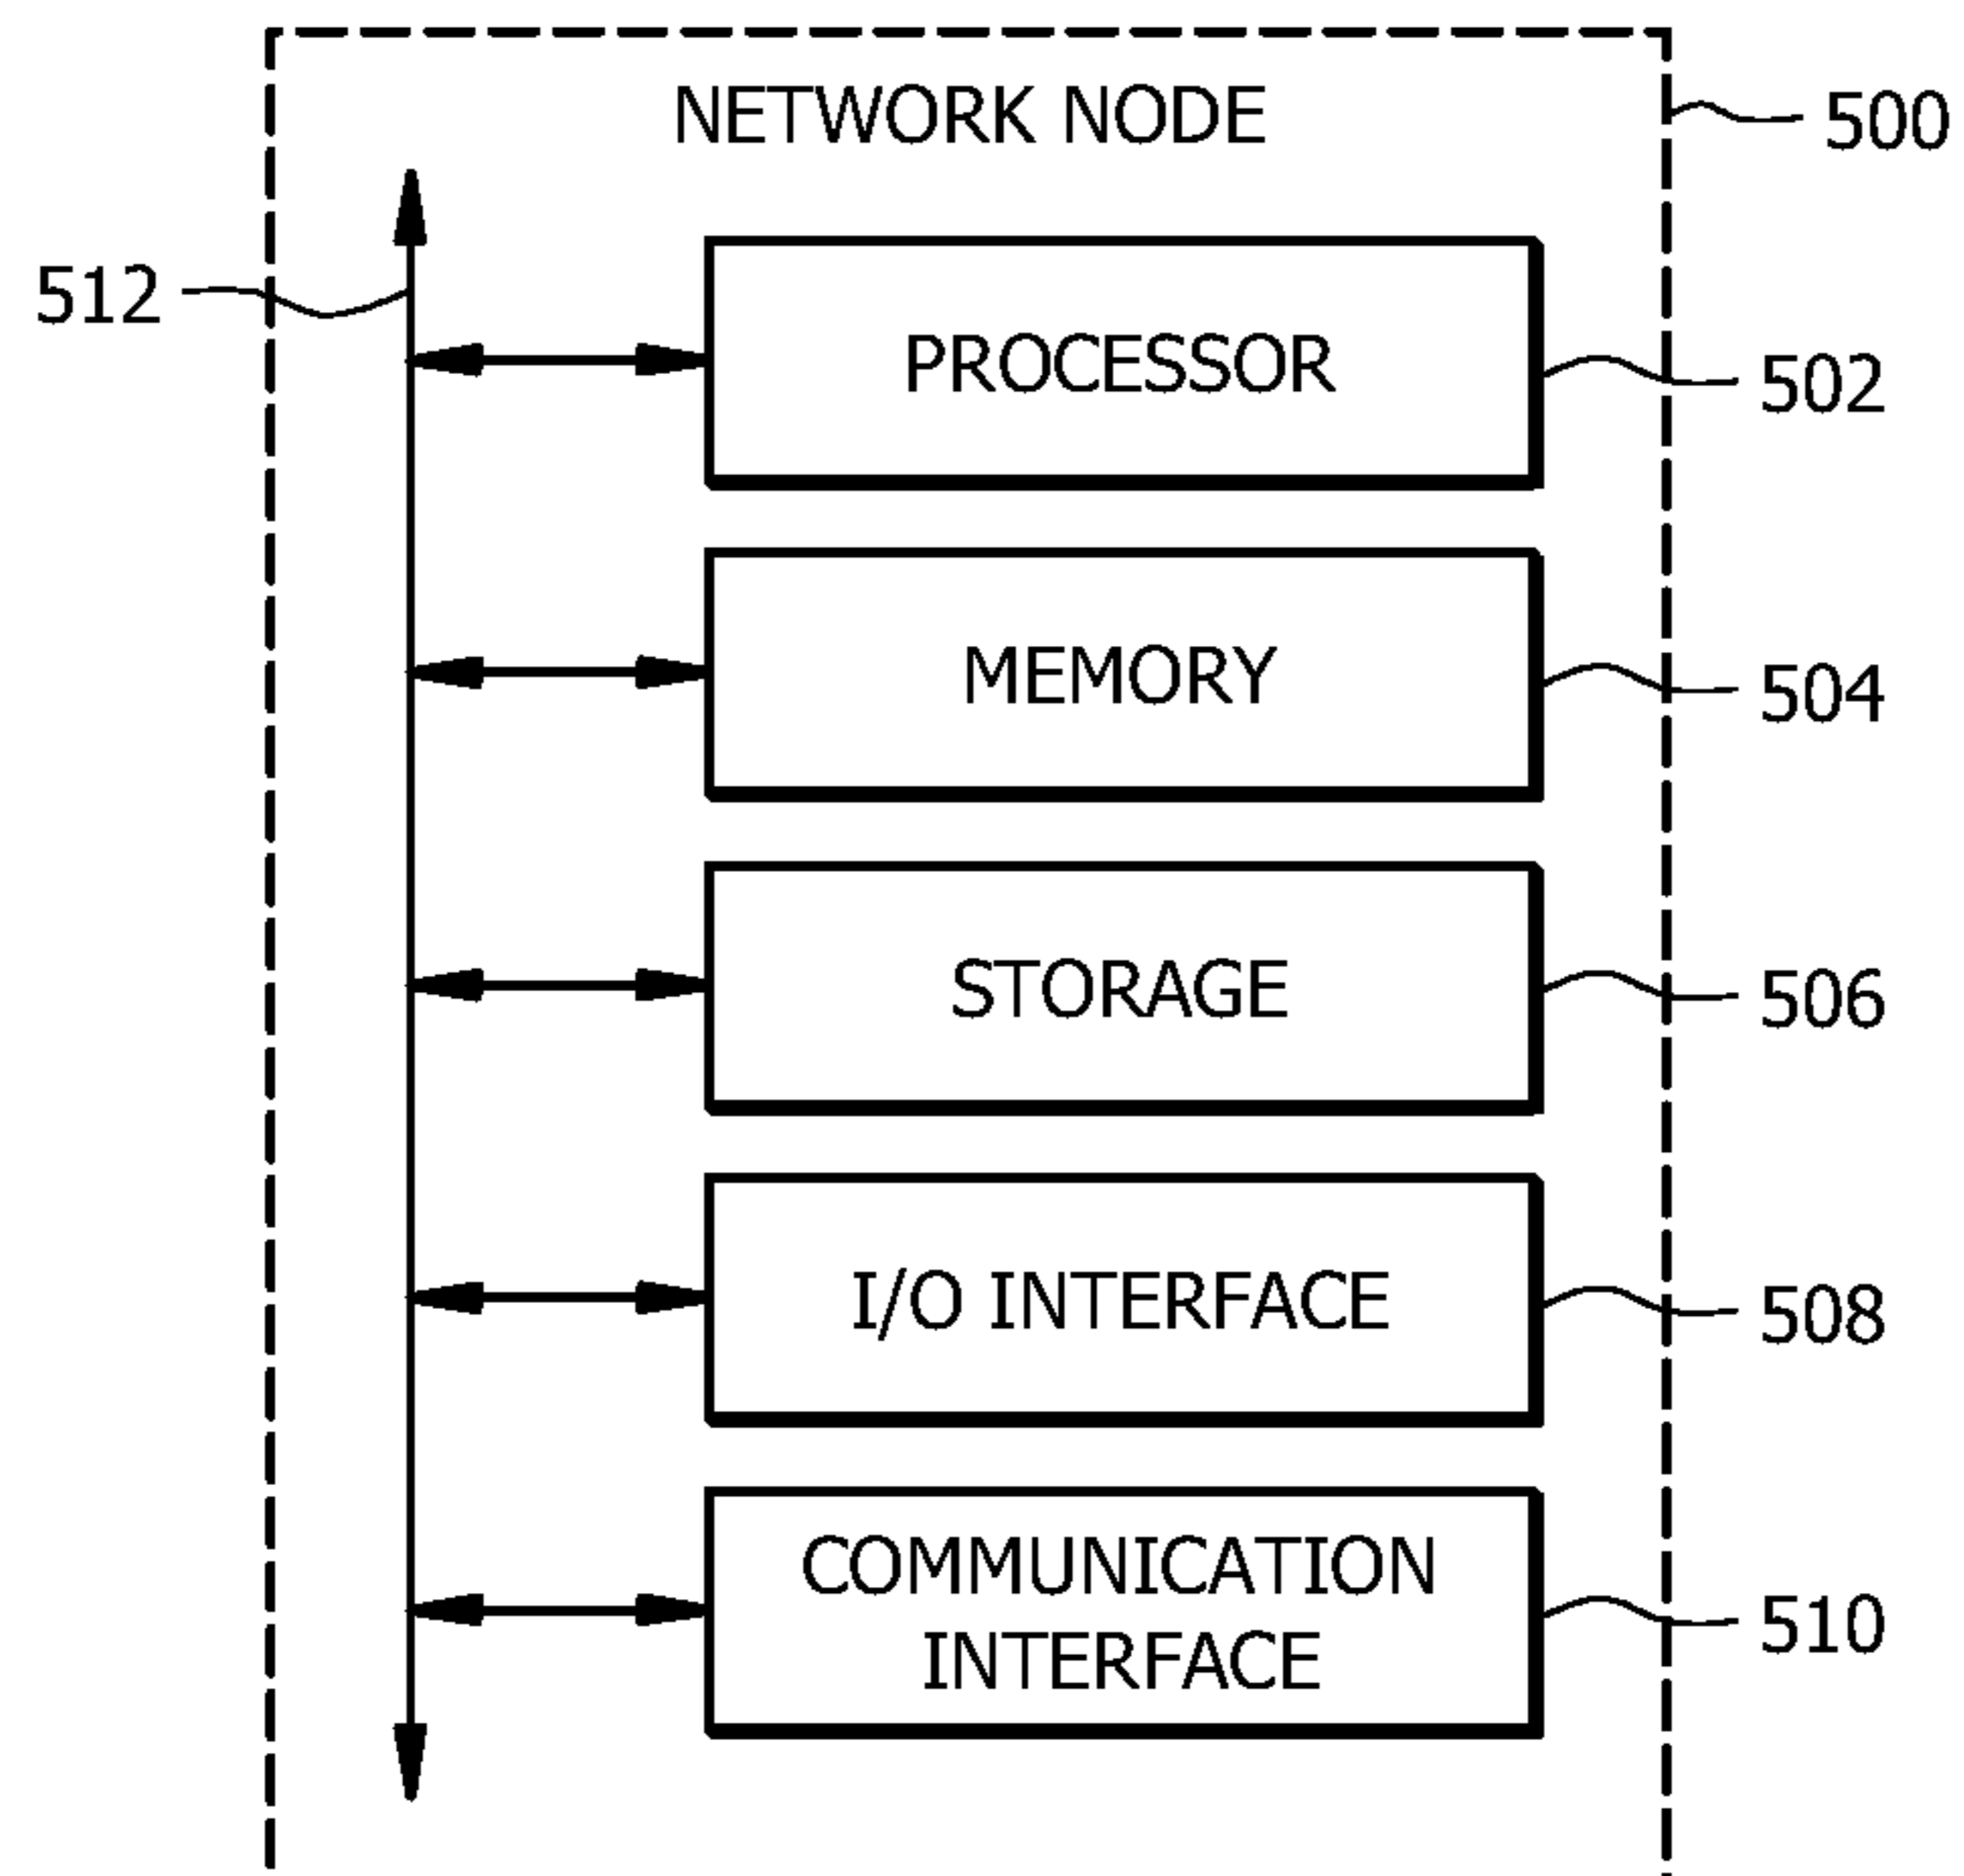 NETWORK NODE
500
512
PROCESSOR
502
MEMORY
504
STORAGE
506
I/O INTERFACE
508
COMMUNICATION
INTERFACE
510